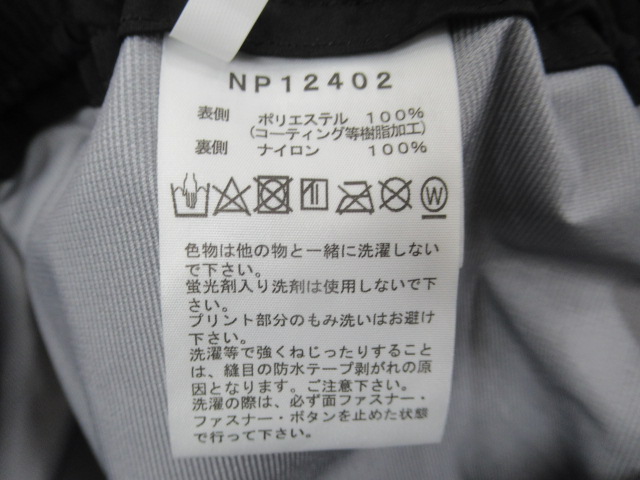 NP12402
表側 ポリエステル 100%
(コーティング等樹脂加工)
裏側 ナイロン 100%
W
色物は他の物と一緒に洗濯しない
で下さい。
蛍光剤入り洗剤は使用しないで下
さい。
プリント部分のもみ洗いはお避け
下さい。
洗濯等で強くねじったりすること
は、縫目の防水テープ剥がれの原
因となります。ご注意下さい。
洗濯の際は、必ず面ファスナー・
ファスナー・ボタンを止めた状態
で行って下さい。